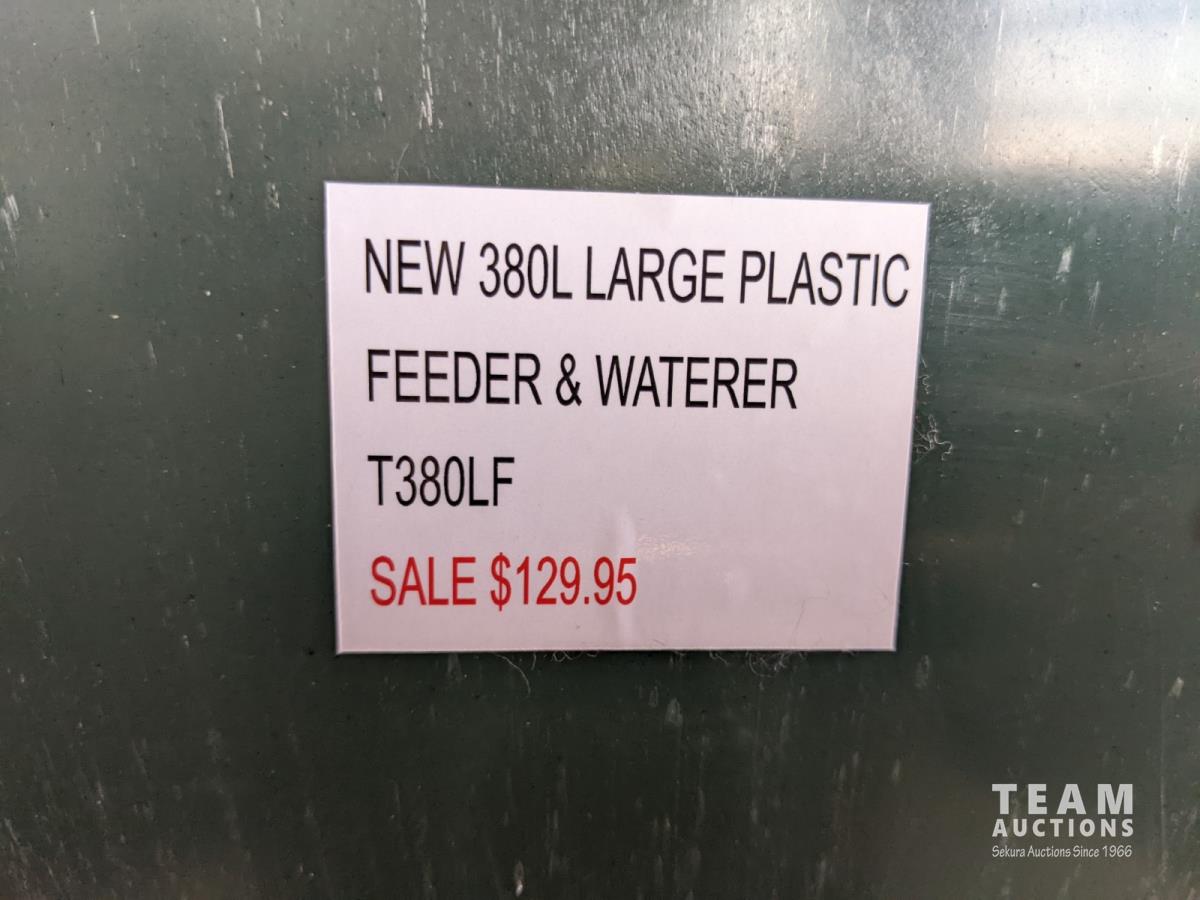 NEW 380L LARGE PLASTIC
FEEDER & WATERER
T380LF
SALE $129.95
TEAM
AUCTIONS
Sekura Auctions Since 1966